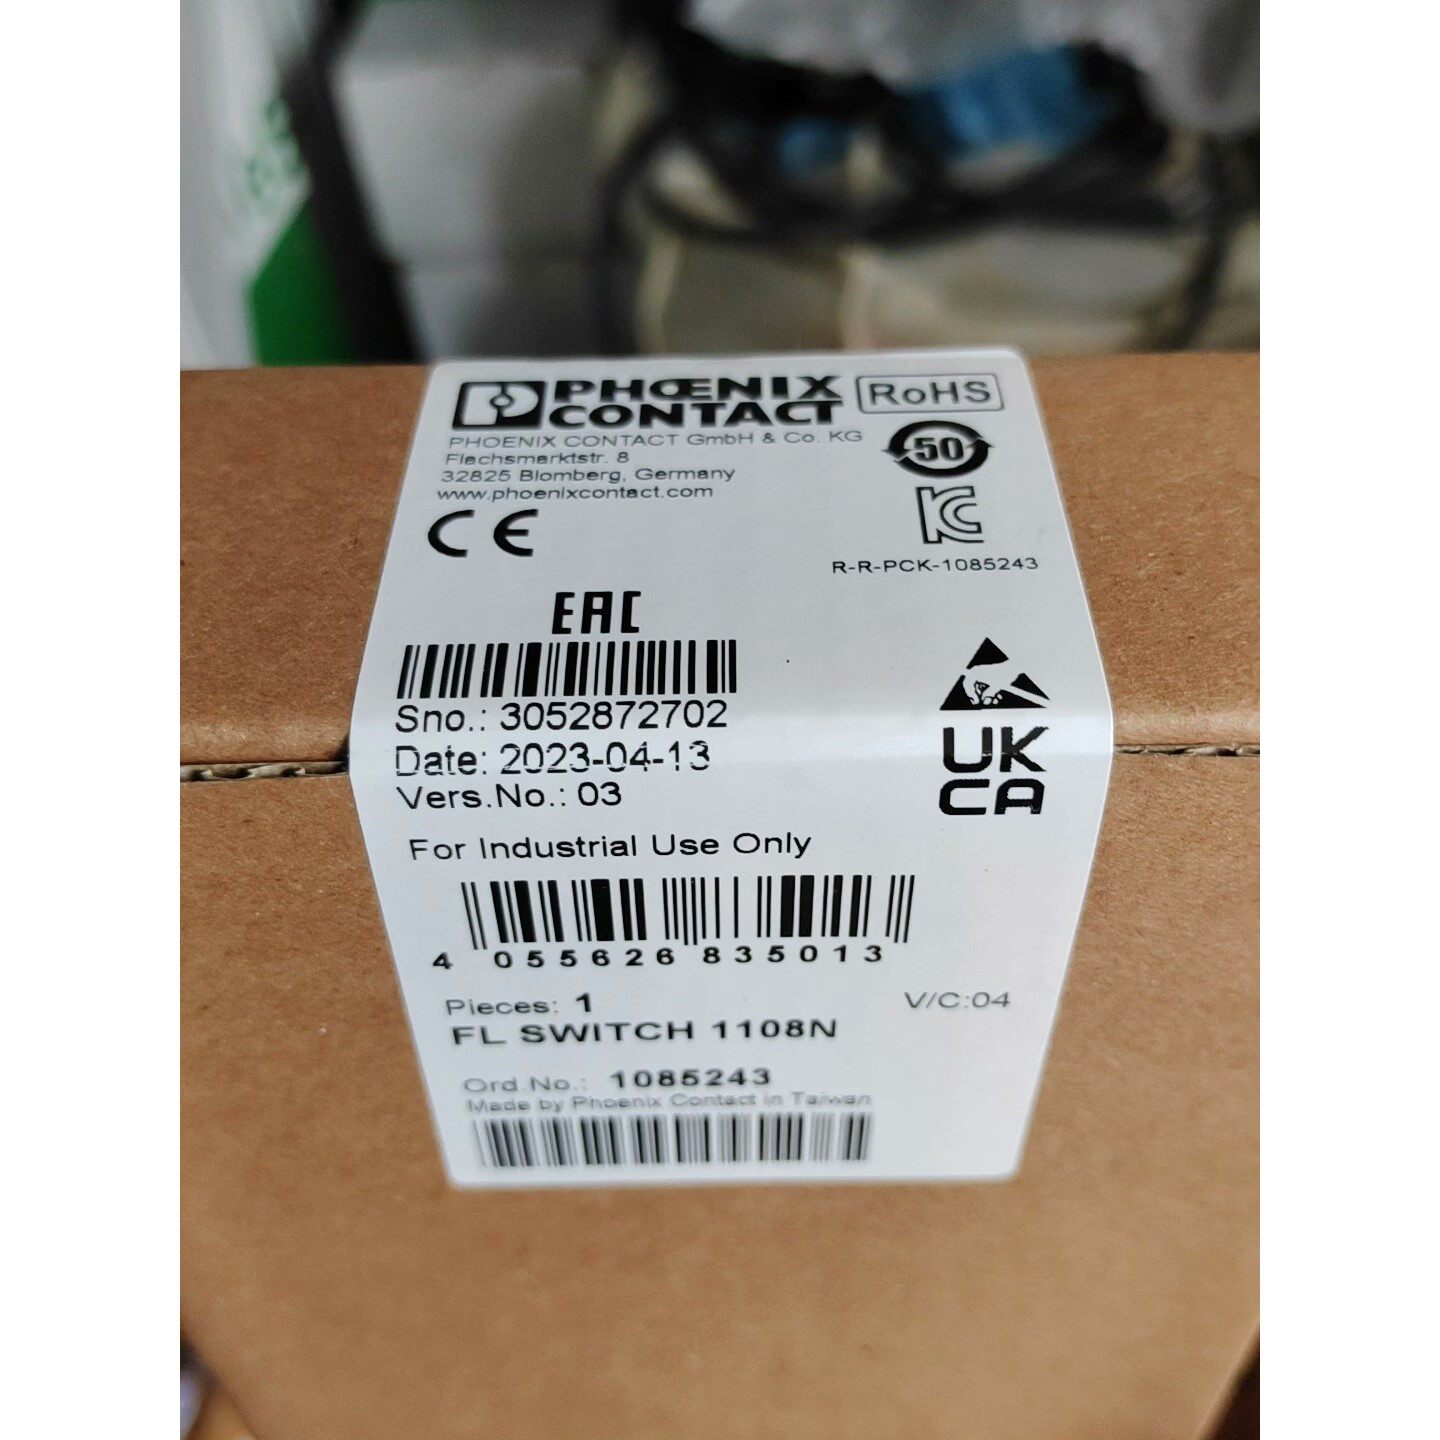 PHŒNIX
CONTACT
RoHS
PHOENIX CONTACT GmbH & Co. KG
Flachsmarktstr. 8
32825 Blomberg, Germany
www.phoenixcontact.com
50
CE
KC
R-R-PCK-1085243
EAC
Sno.: 3052872702
Date: 2023-04-13
Vers.No.: 03
UK
CA
For Industrial Use Only
4 055626 835013
Pieces: 1
V/C:04
FL SWITCH 1108N
Ord.No.: 1085243
Made by Phoenix Contact in Taiwan